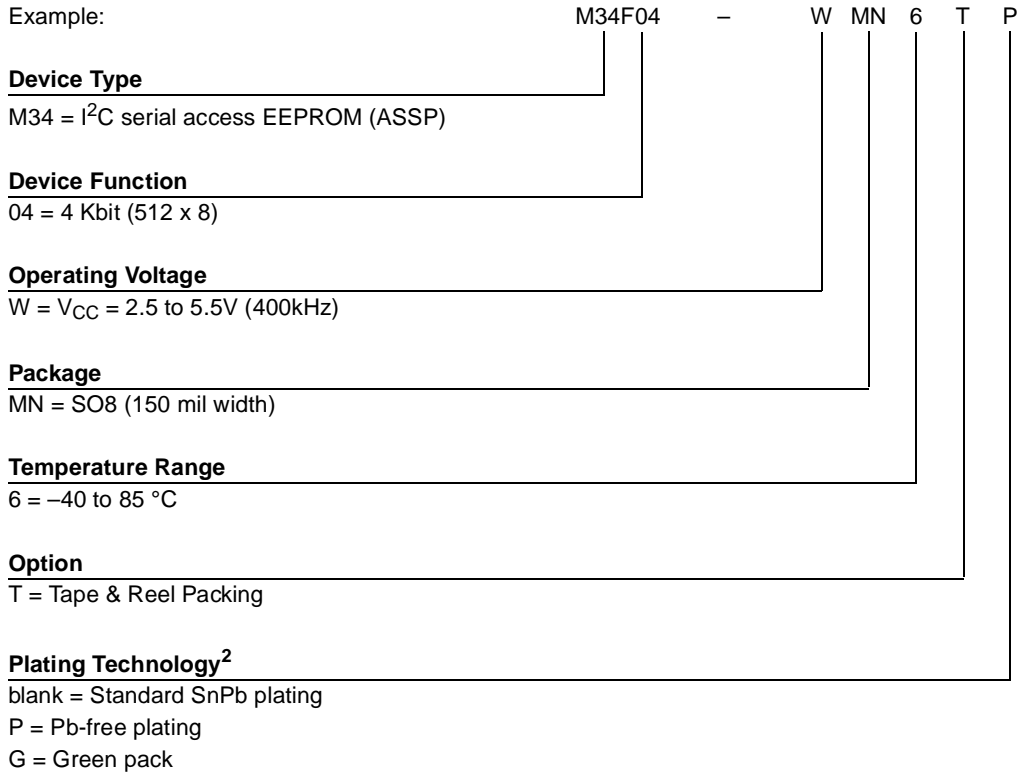 Example: M34F04 – W MN 6 T P
Device Type
M34 = I2C serial access EEPROM (ASSP)
Device Function
04 = 4 Kbit (512 x 8)
Operating Voltage
W = VCC = 2.5 to 5.5V (400kHz)
Package
MN = SO8 (150 mil width)
Temperature Range
6 = –40 to 85 °C
Option
T = Tape & Reel Packing
Plating Technology2
blank = Standard SnPb plating
P = Pb-free plating
G = Green pack